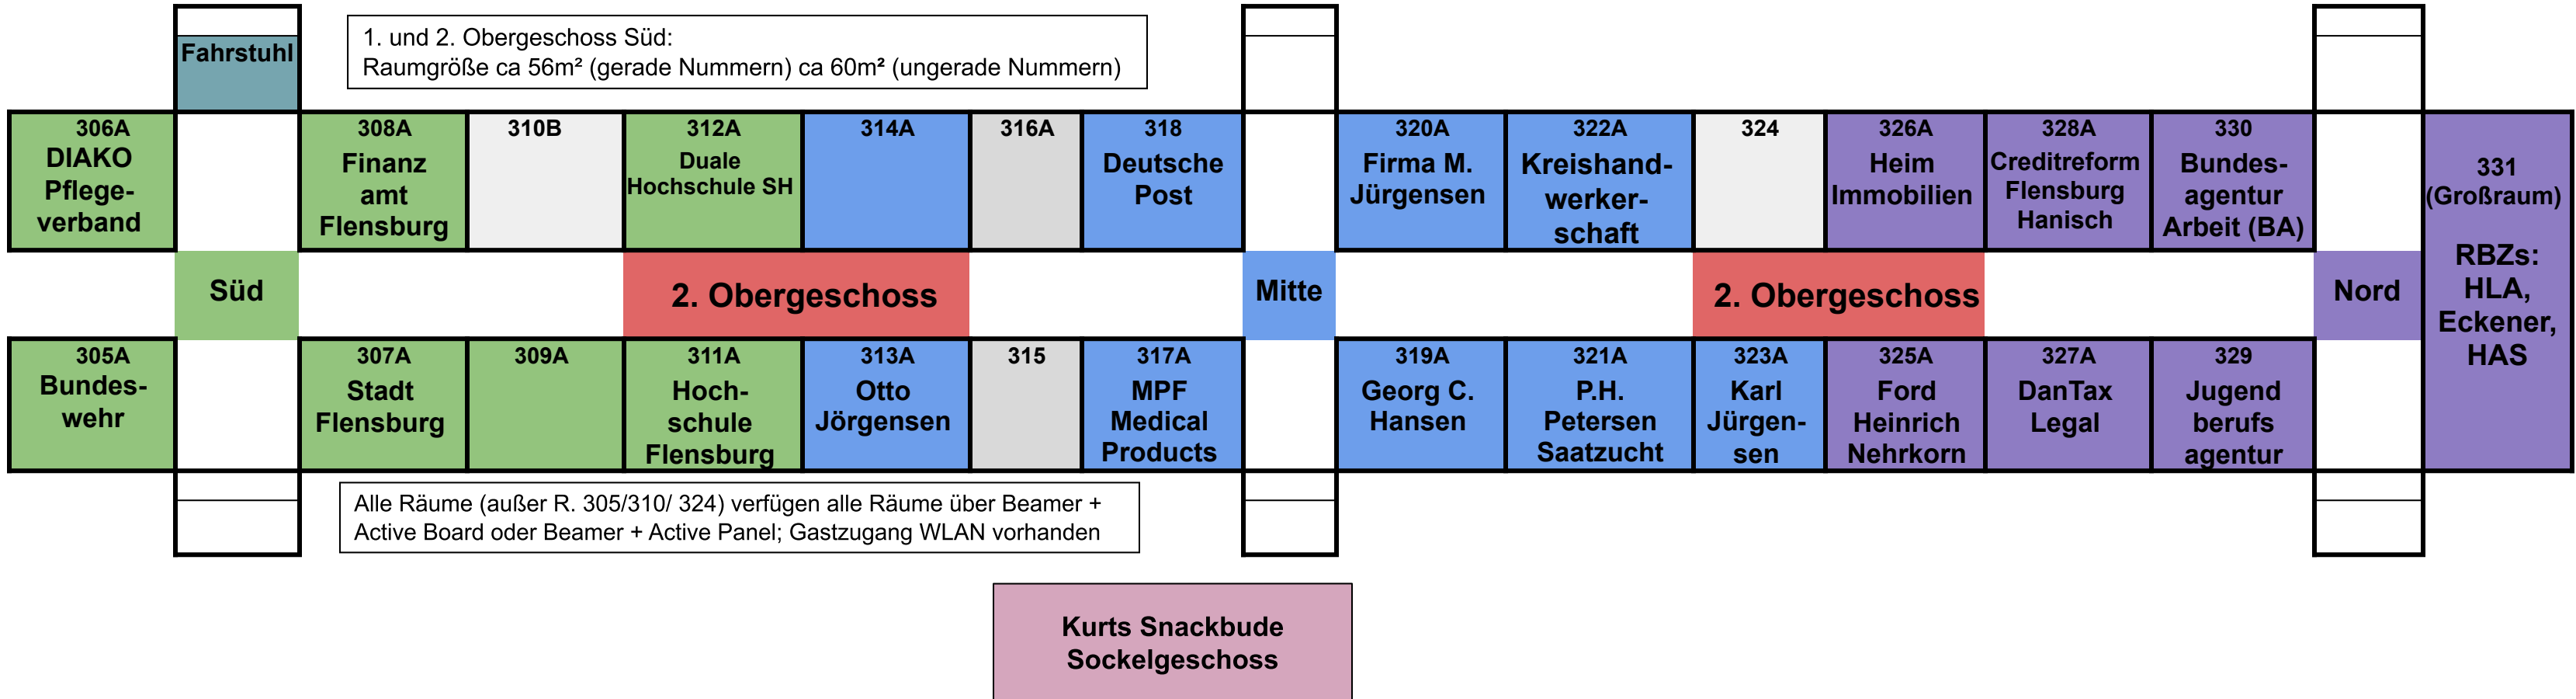 Fahrstuhl
1. und 2. Obergeschoss Süd:
Raumgröße ca 56m² (gerade Nummern) ca 60m² (ungerade Nummern)
306A
DIAKO
Pflege-
verband
308A
Finanz
amt
Flensburg
310B
312A
Duale
Hochschule SH
314A
316A
318
Deutsche
Post
320A
Firma M.
Jürgensen
322A
Kreishand-
werker-
schaft
324
326A
Heim
Immobilien
328A
Creditreform
Flensburg
Hanisch
330
Bundes-
agentur
Arbeit (BA)
331
(Großraum)
RBZs:
HLA,
Eckener,
HAS
Süd
2. Obergeschoss
Mitte
2. Obergeschoss
Nord
305A
Bundes-
wehr
307A
Stadt
Flensburg
309A
311A
Hoch-
schule
Flensburg
313A
Otto
Jörgensen
315
317A
MPF
Medical
Products
319A
Georg C.
Hansen
321A
P.H.
Petersen
Saatzucht
323A
Karl
Jürgen-
sen
325A
Ford
Heinrich
Nehrkorn
327A
DanTax
Legal
329
Jugend
berufs
agentur
Alle Räume (außer R. 305/310/ 324) verfügen alle Räume über Beamer +
Active Board oder Beamer + Active Panel; Gastzugang WLAN vorhanden
Kurts Snackbude
Sockelgeschoss